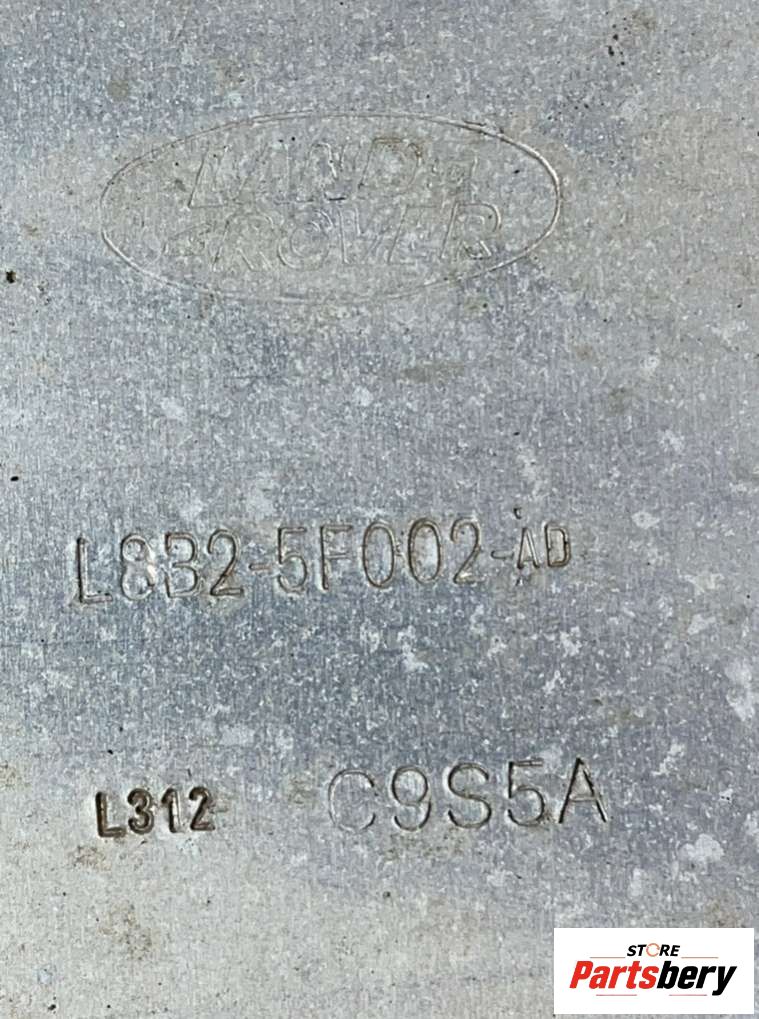 LAND
ROVER
L8B2-5F002-AD
L312 C9S5A
STORE
Partsbery